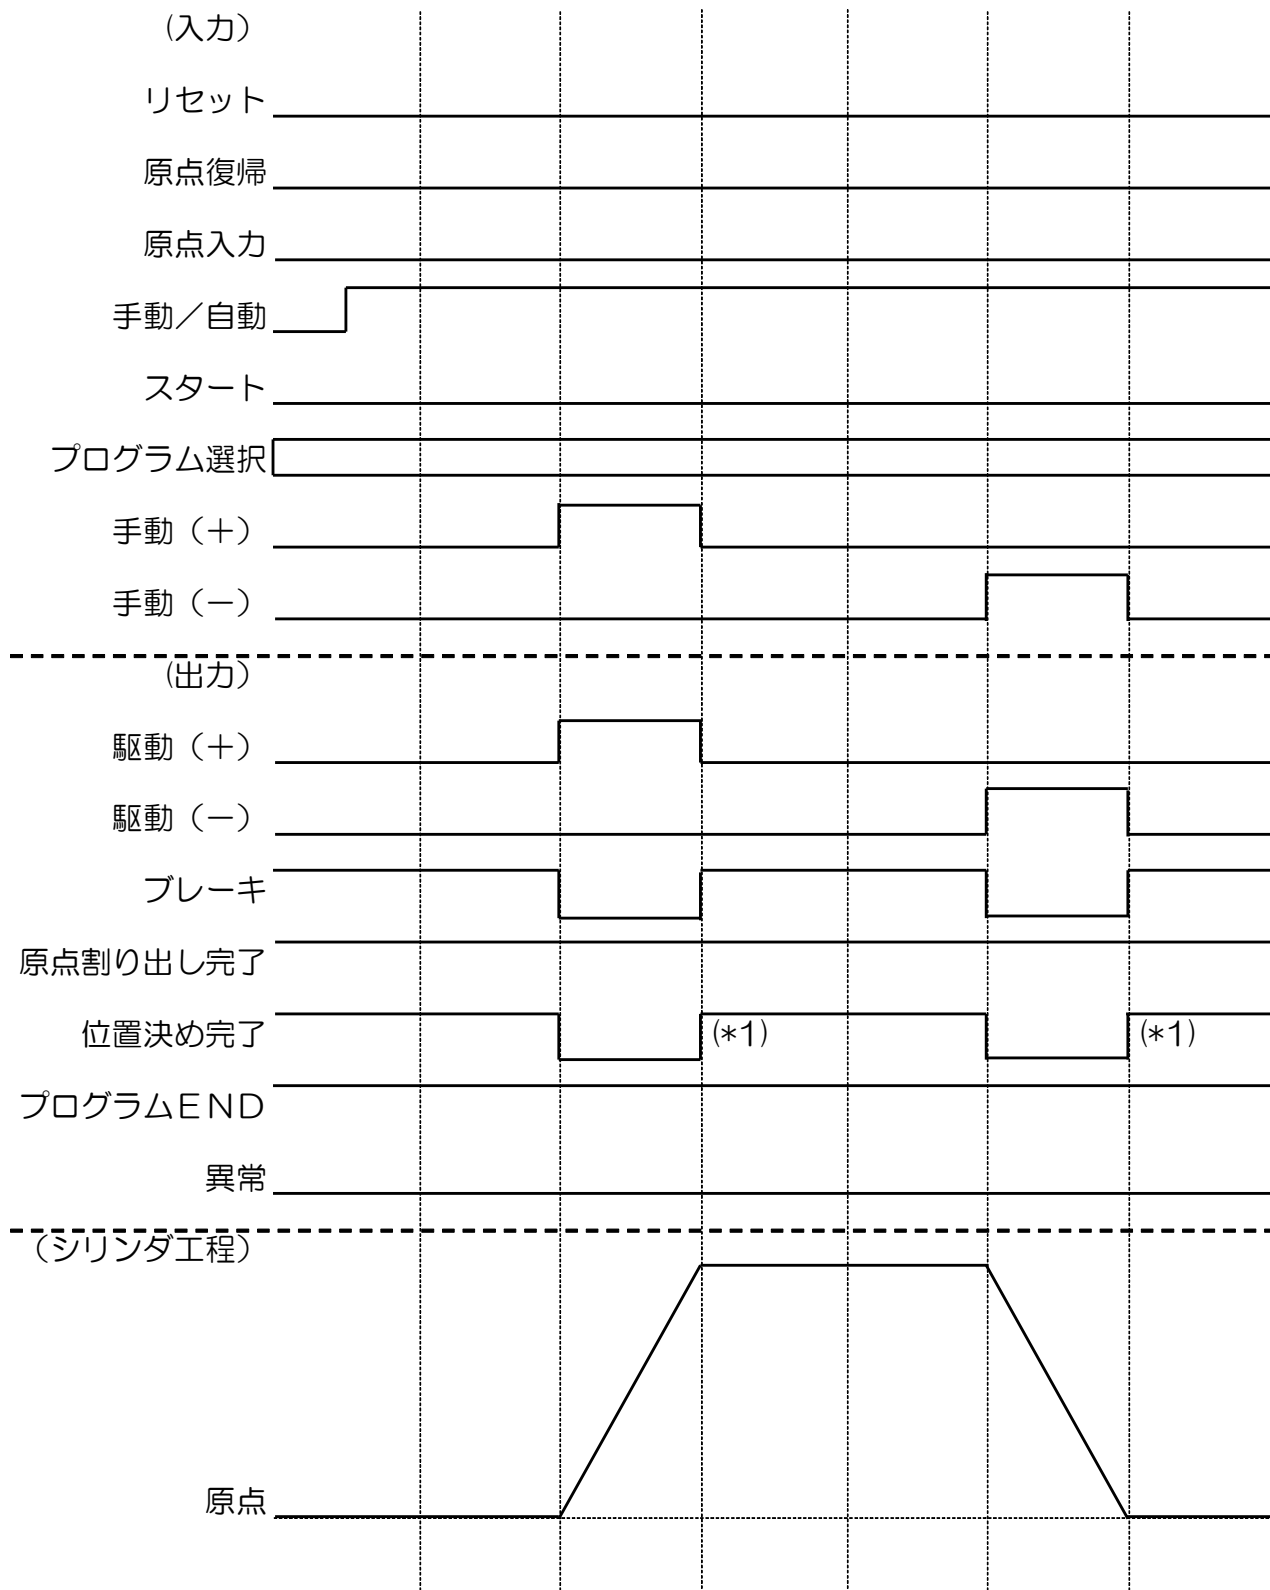 (入力)
リセット
原点復帰
原点入力
手動／自動
スタート
プログラム選択
手動（＋）
手動（－）
(出力)
駆動（＋）
駆動（－）
ブレーキ
原点割り出し完了
位置決め完了 (*1) (*1)
プログラムＥＮＤ
異常
（シリンダ工程）
原点